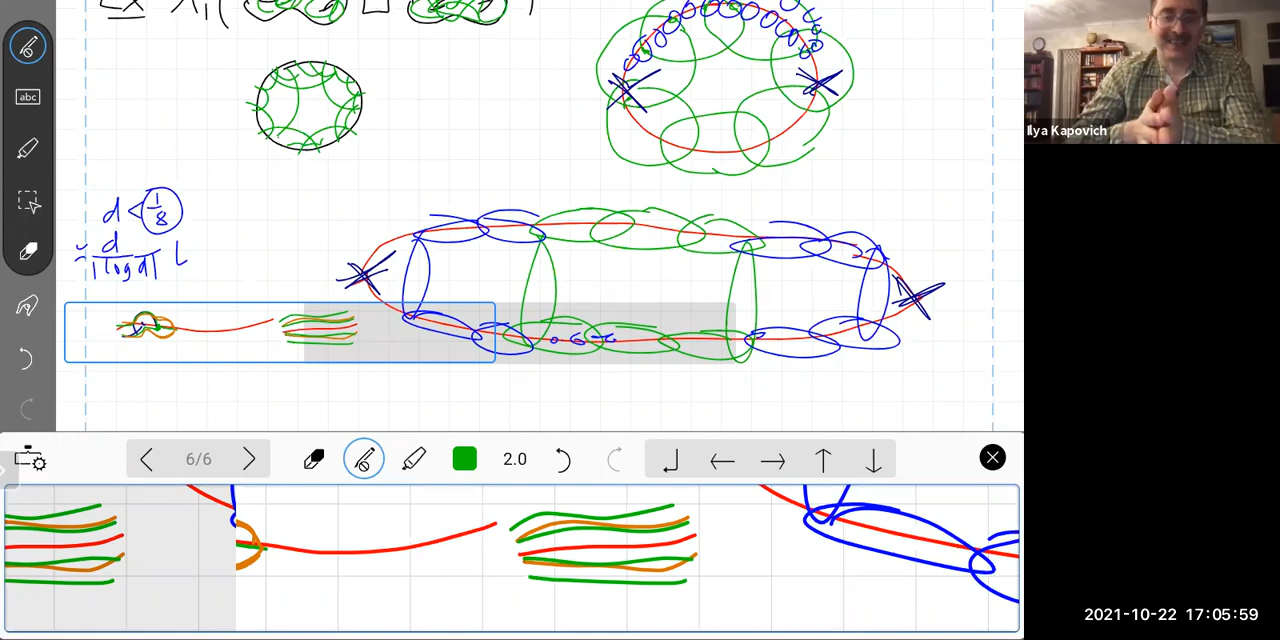 abc
Ilya Kapovich
d < 1/8
≈ d/|log d| L
6/6
2.0
2021-10-22 17:05:59